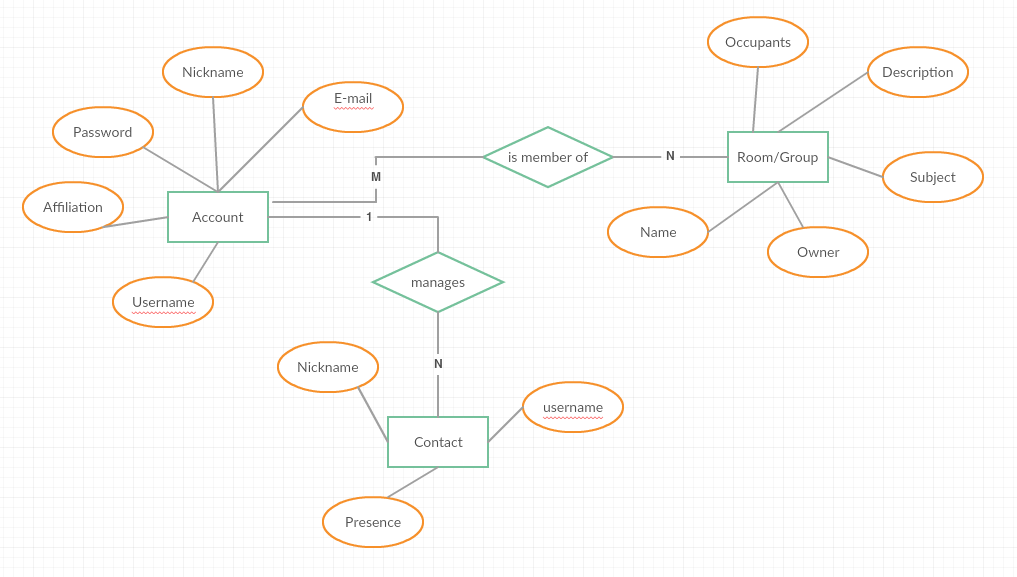 Occupants
Nickname
Description
E-mail
Password
is member of
N
Room/Group
M
Subject
Affiliation
Account
1
Name
Owner
manages
Username
N
Nickname
username
Contact
Presence